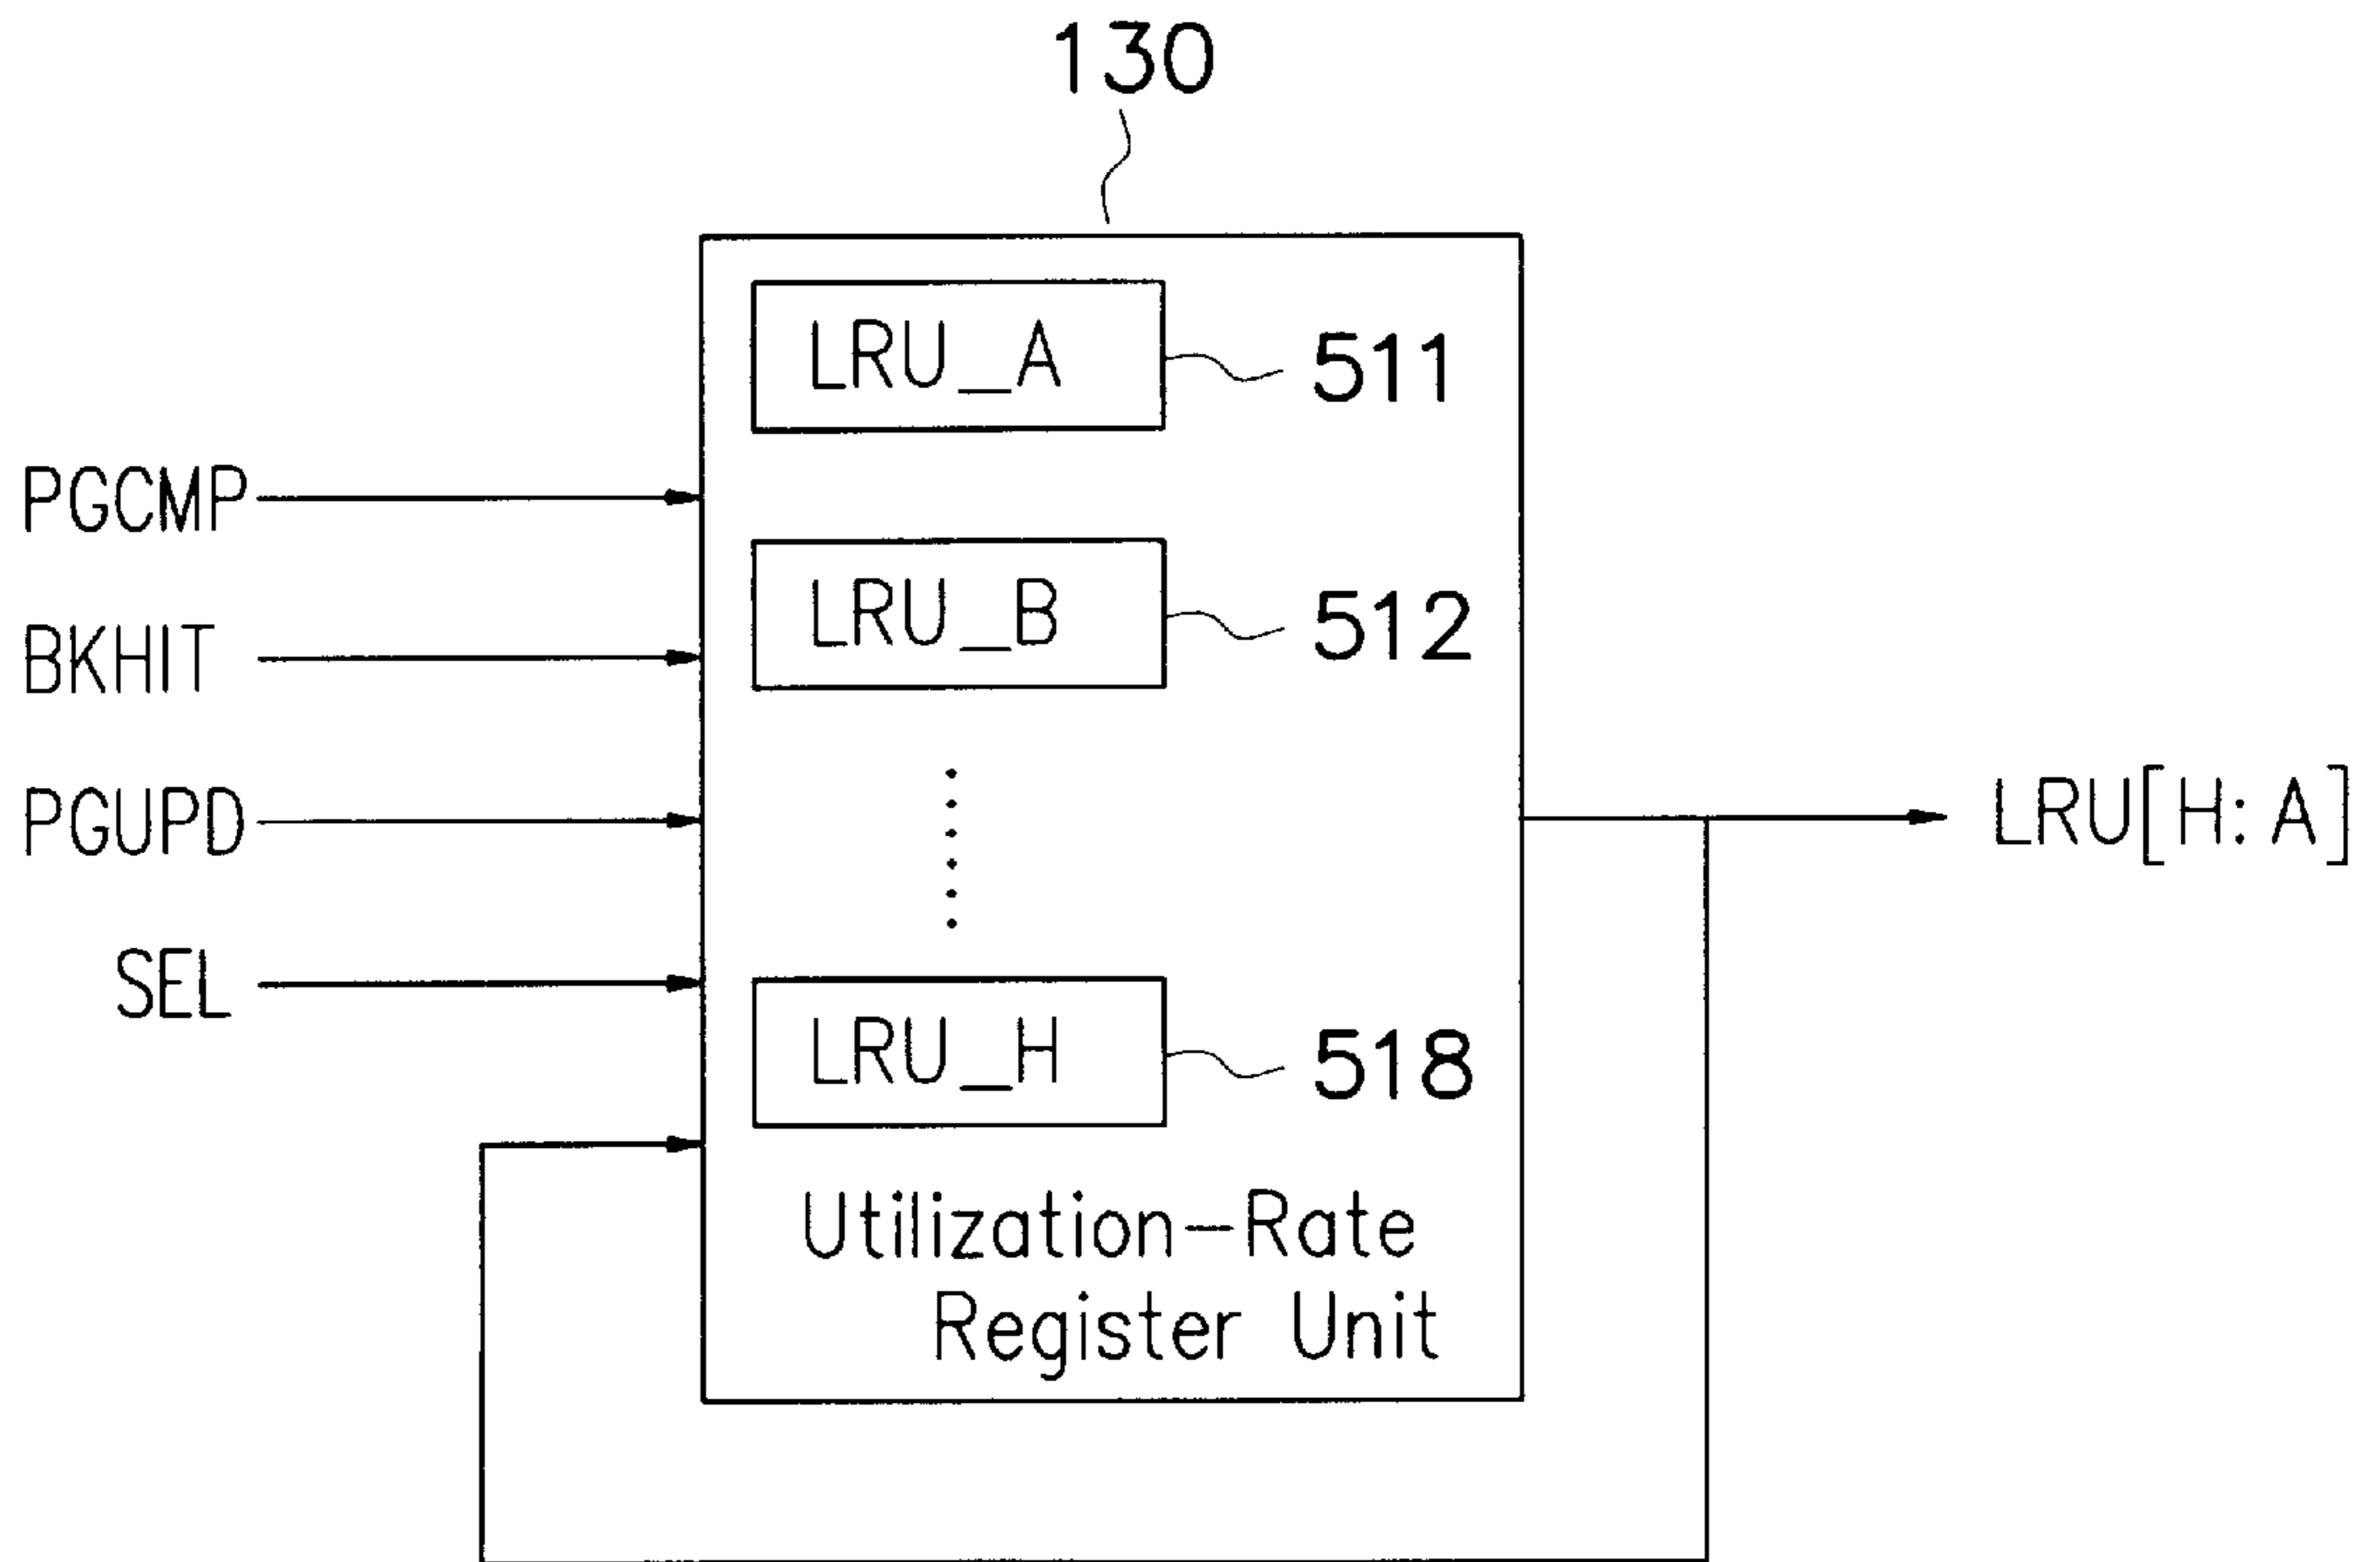 130
LRU_A
511
PGCMP
LRU_B
512
BKHIT
PGUPD
LRU[H:A]
SEL
LRU_H
518
Utilization-Rate
Register Unit